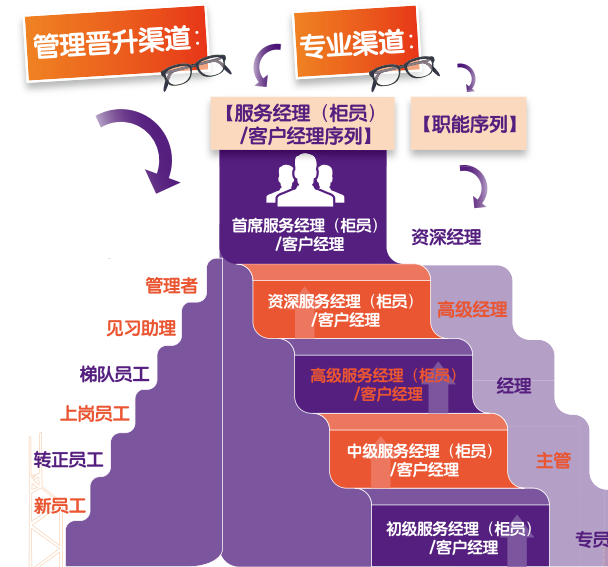 管理晋升渠道：
专业渠道：
【服务经理（柜员）
/客户经理序列】
【职能序列】
首席服务经理（柜员）
/客户经理
资深经理
管理者
资深服务经理（柜员）
/客户经理
高级经理
见习助理
梯队员工
高级服务经理（柜员）
/客户经理
经理
上岗员工
转正员工
中级服务经理（柜员）
/客户经理
主管
新员工
初级服务经理（柜员）
/客户经理
专员